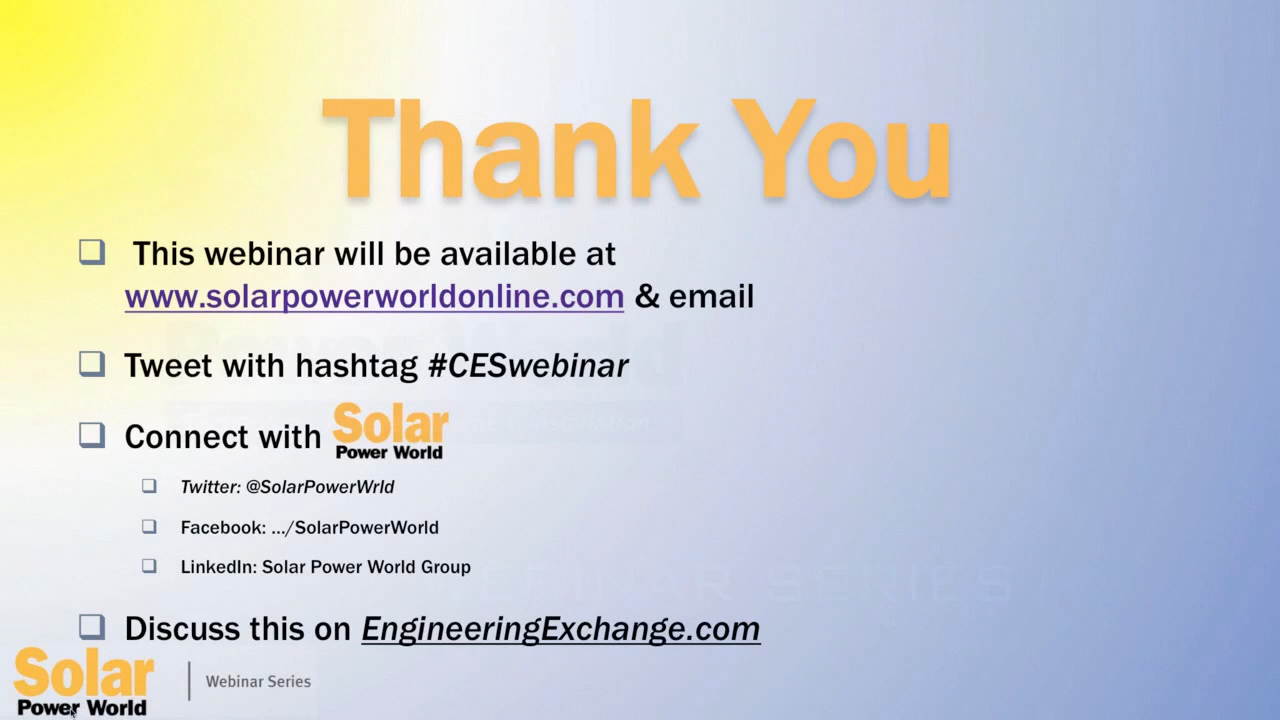 Thank You
This webinar will be available at
www.solarpowerworldonline.com & email
Tweet with hashtag #CESwebinar
Connect with Solar Power World
Twitter: @SolarPowerWrld
Facebook: .../SolarPowerWorld
LinkedIn: Solar Power World Group
WEBINAR SERIES
Discuss this on EngineeringExchange.com
Solar
Power World
Webinar Series